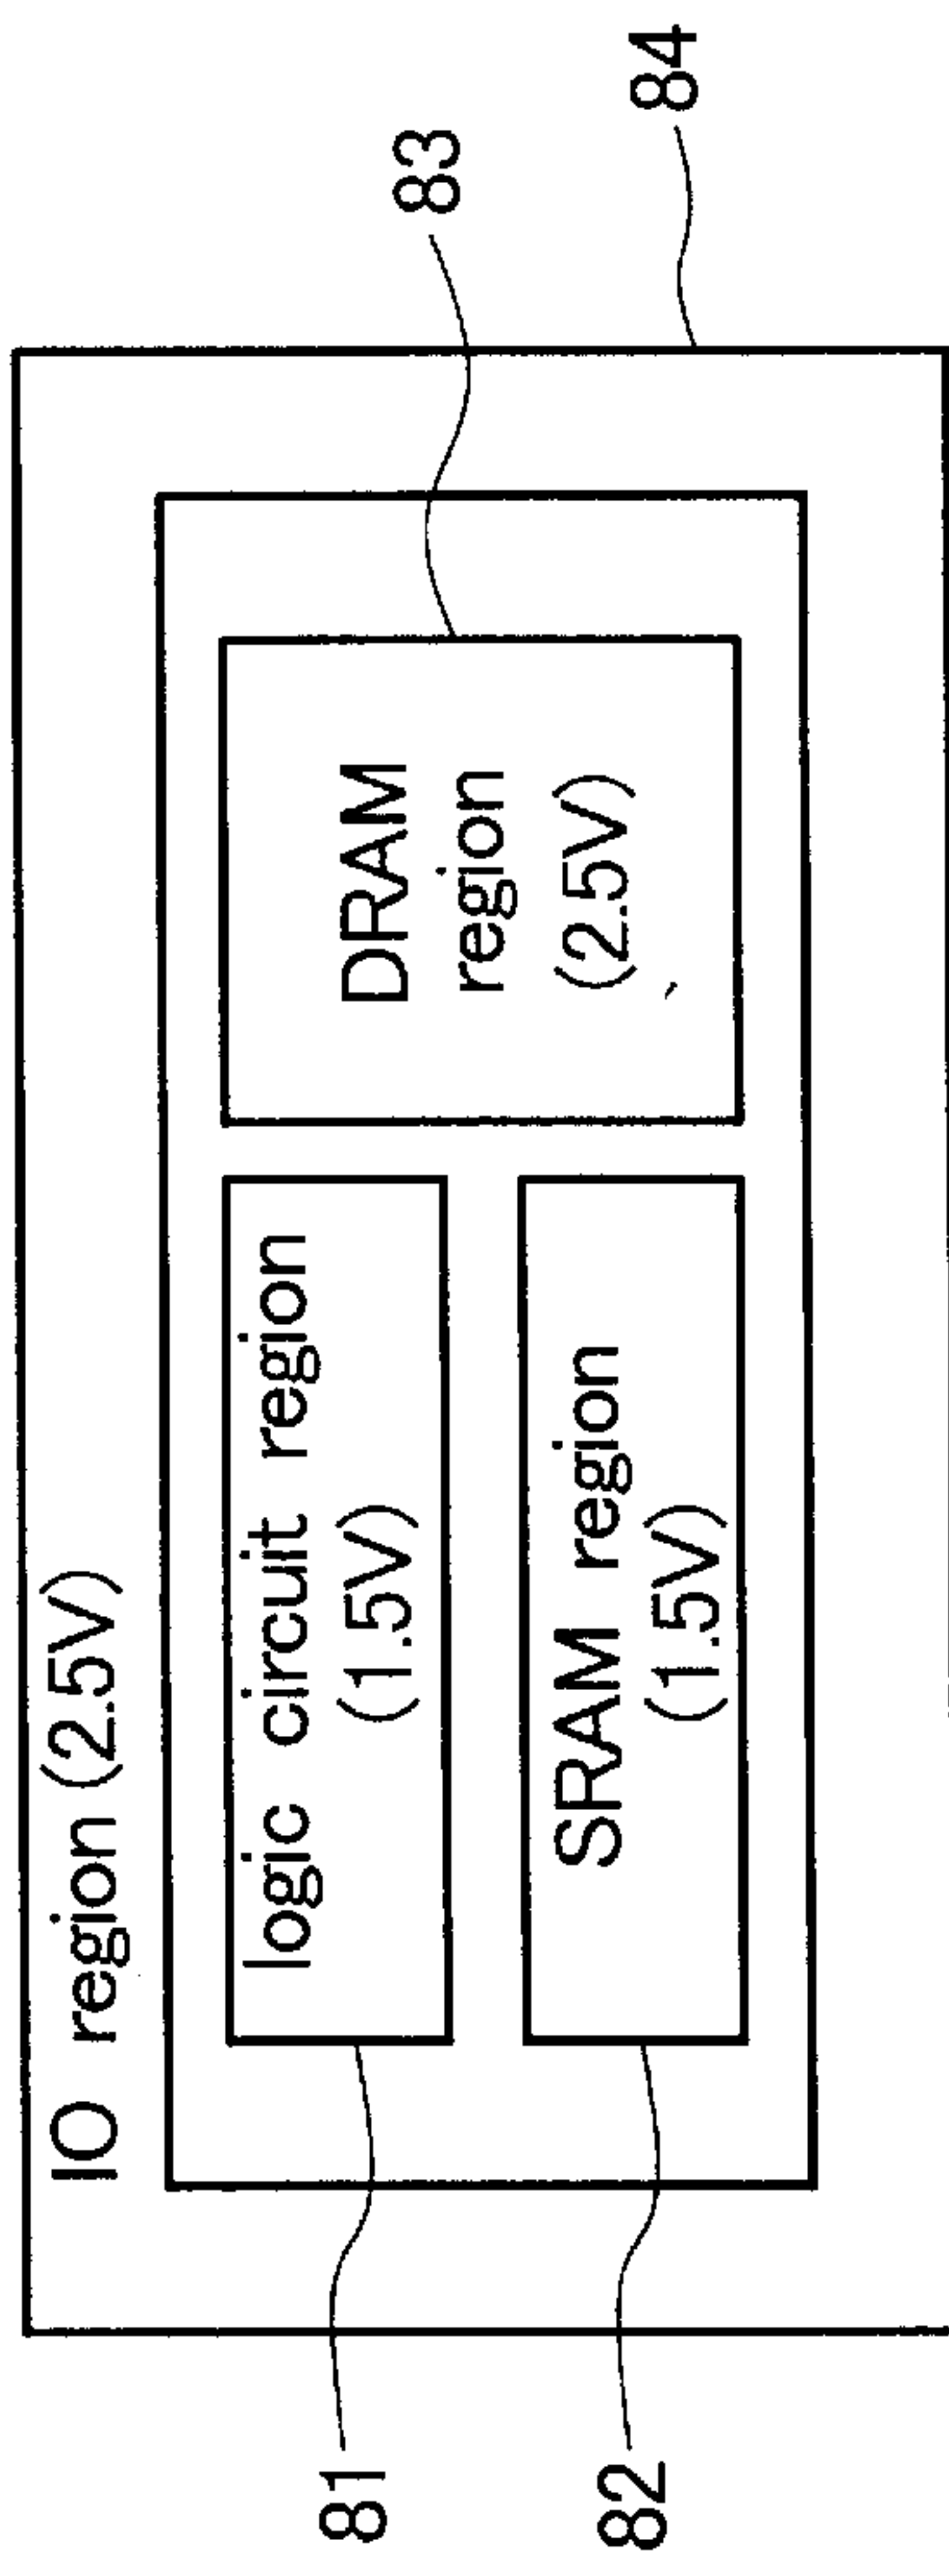 IO region (2.5V)
logic circuit region
(1.5V)
SRAM region
(1.5V)
DRAM
region
(2.5V)
81
82
83
84